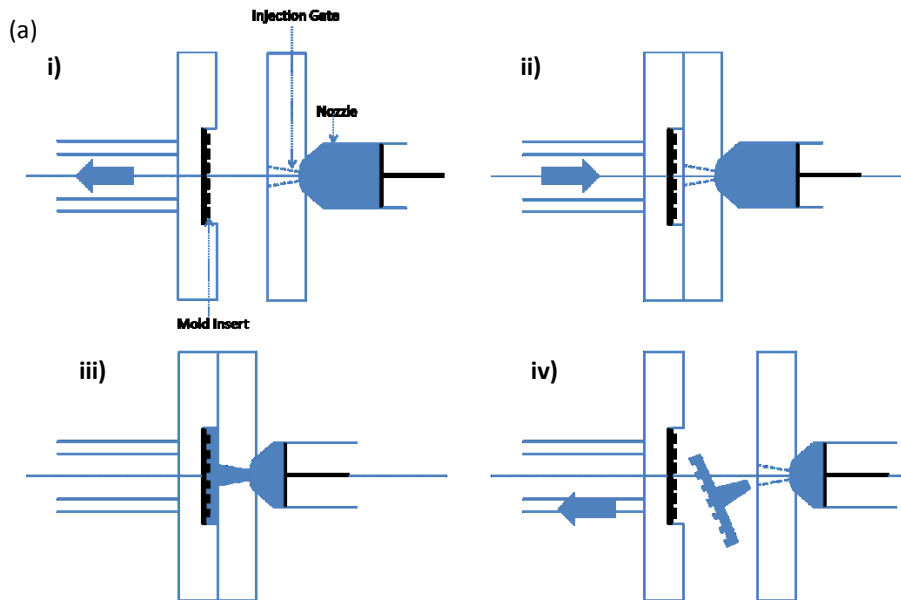 (a)
Injection Gate
i)
ii)
Nozzle
Mold Insert
iii)
iv)